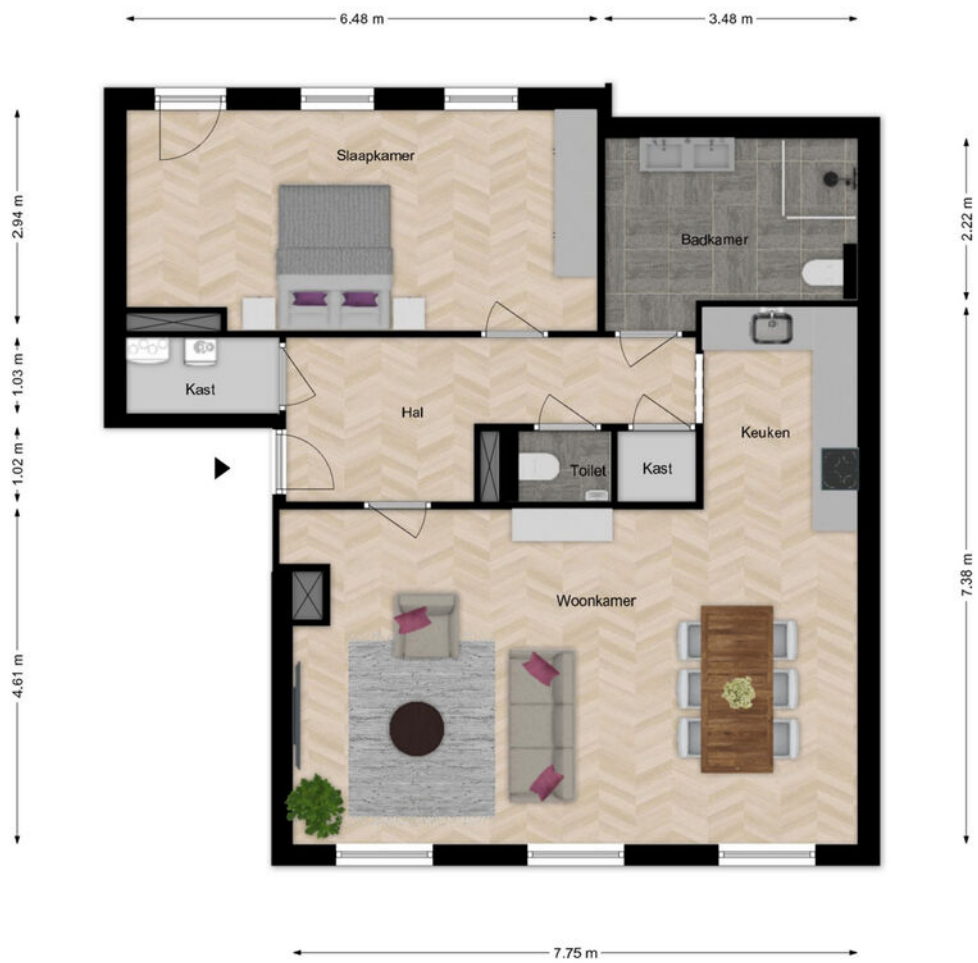 6.48 m
3.48 m
Slaapkamer
2.94 m
2.22 m
Badkamer
1.03 m
Kast
Hal
Keuken
1.02 m
Toilet
Kast
7.38 m
Woonkamer
4.61 m
7.75 m